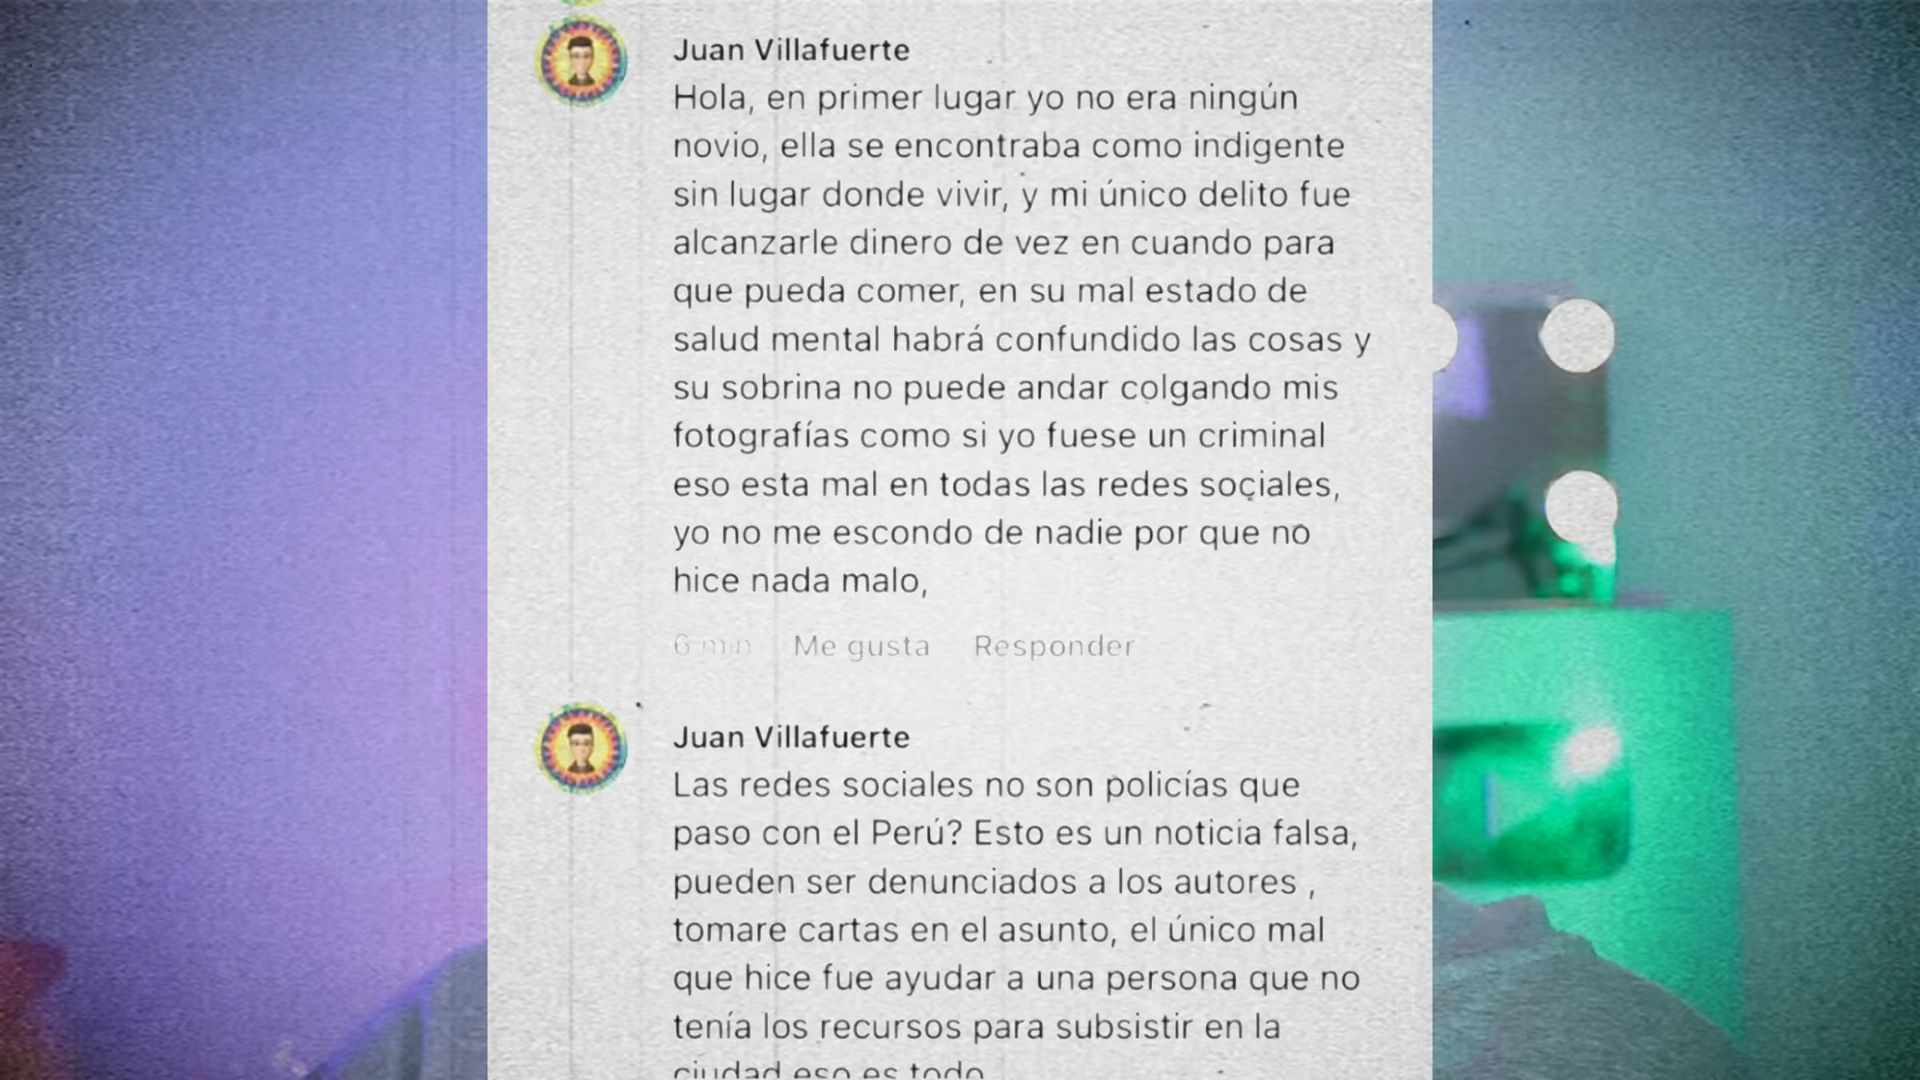 Juan Villafuerte
Hola, en primer lugar yo no era ningún
novio, ella se encontraba como indigente
sin lugar donde vivir, y mi único delito fue
alcanzarle dinero de vez en cuando para
que pueda comer, en su mal estado de
salud mental habrá confundido las cosas y
su sobrina no puede andar colgando mis
fotografías como si yo fuese un criminal
eso esta mal en todas las redes sociales,
yo no me escondo de nadie por que no
hice nada malo,
6 min Me gusta Responder
Juan Villafuerte
Las redes sociales no son policías que
paso con el Perú? Esto es un noticia falsa,
pueden ser denunciados a los autores ,
tomare cartas en el asunto, el único mal
que hice fue ayudar a una persona que no
tenía los recursos para subsistir en la
ciudad eso es todo